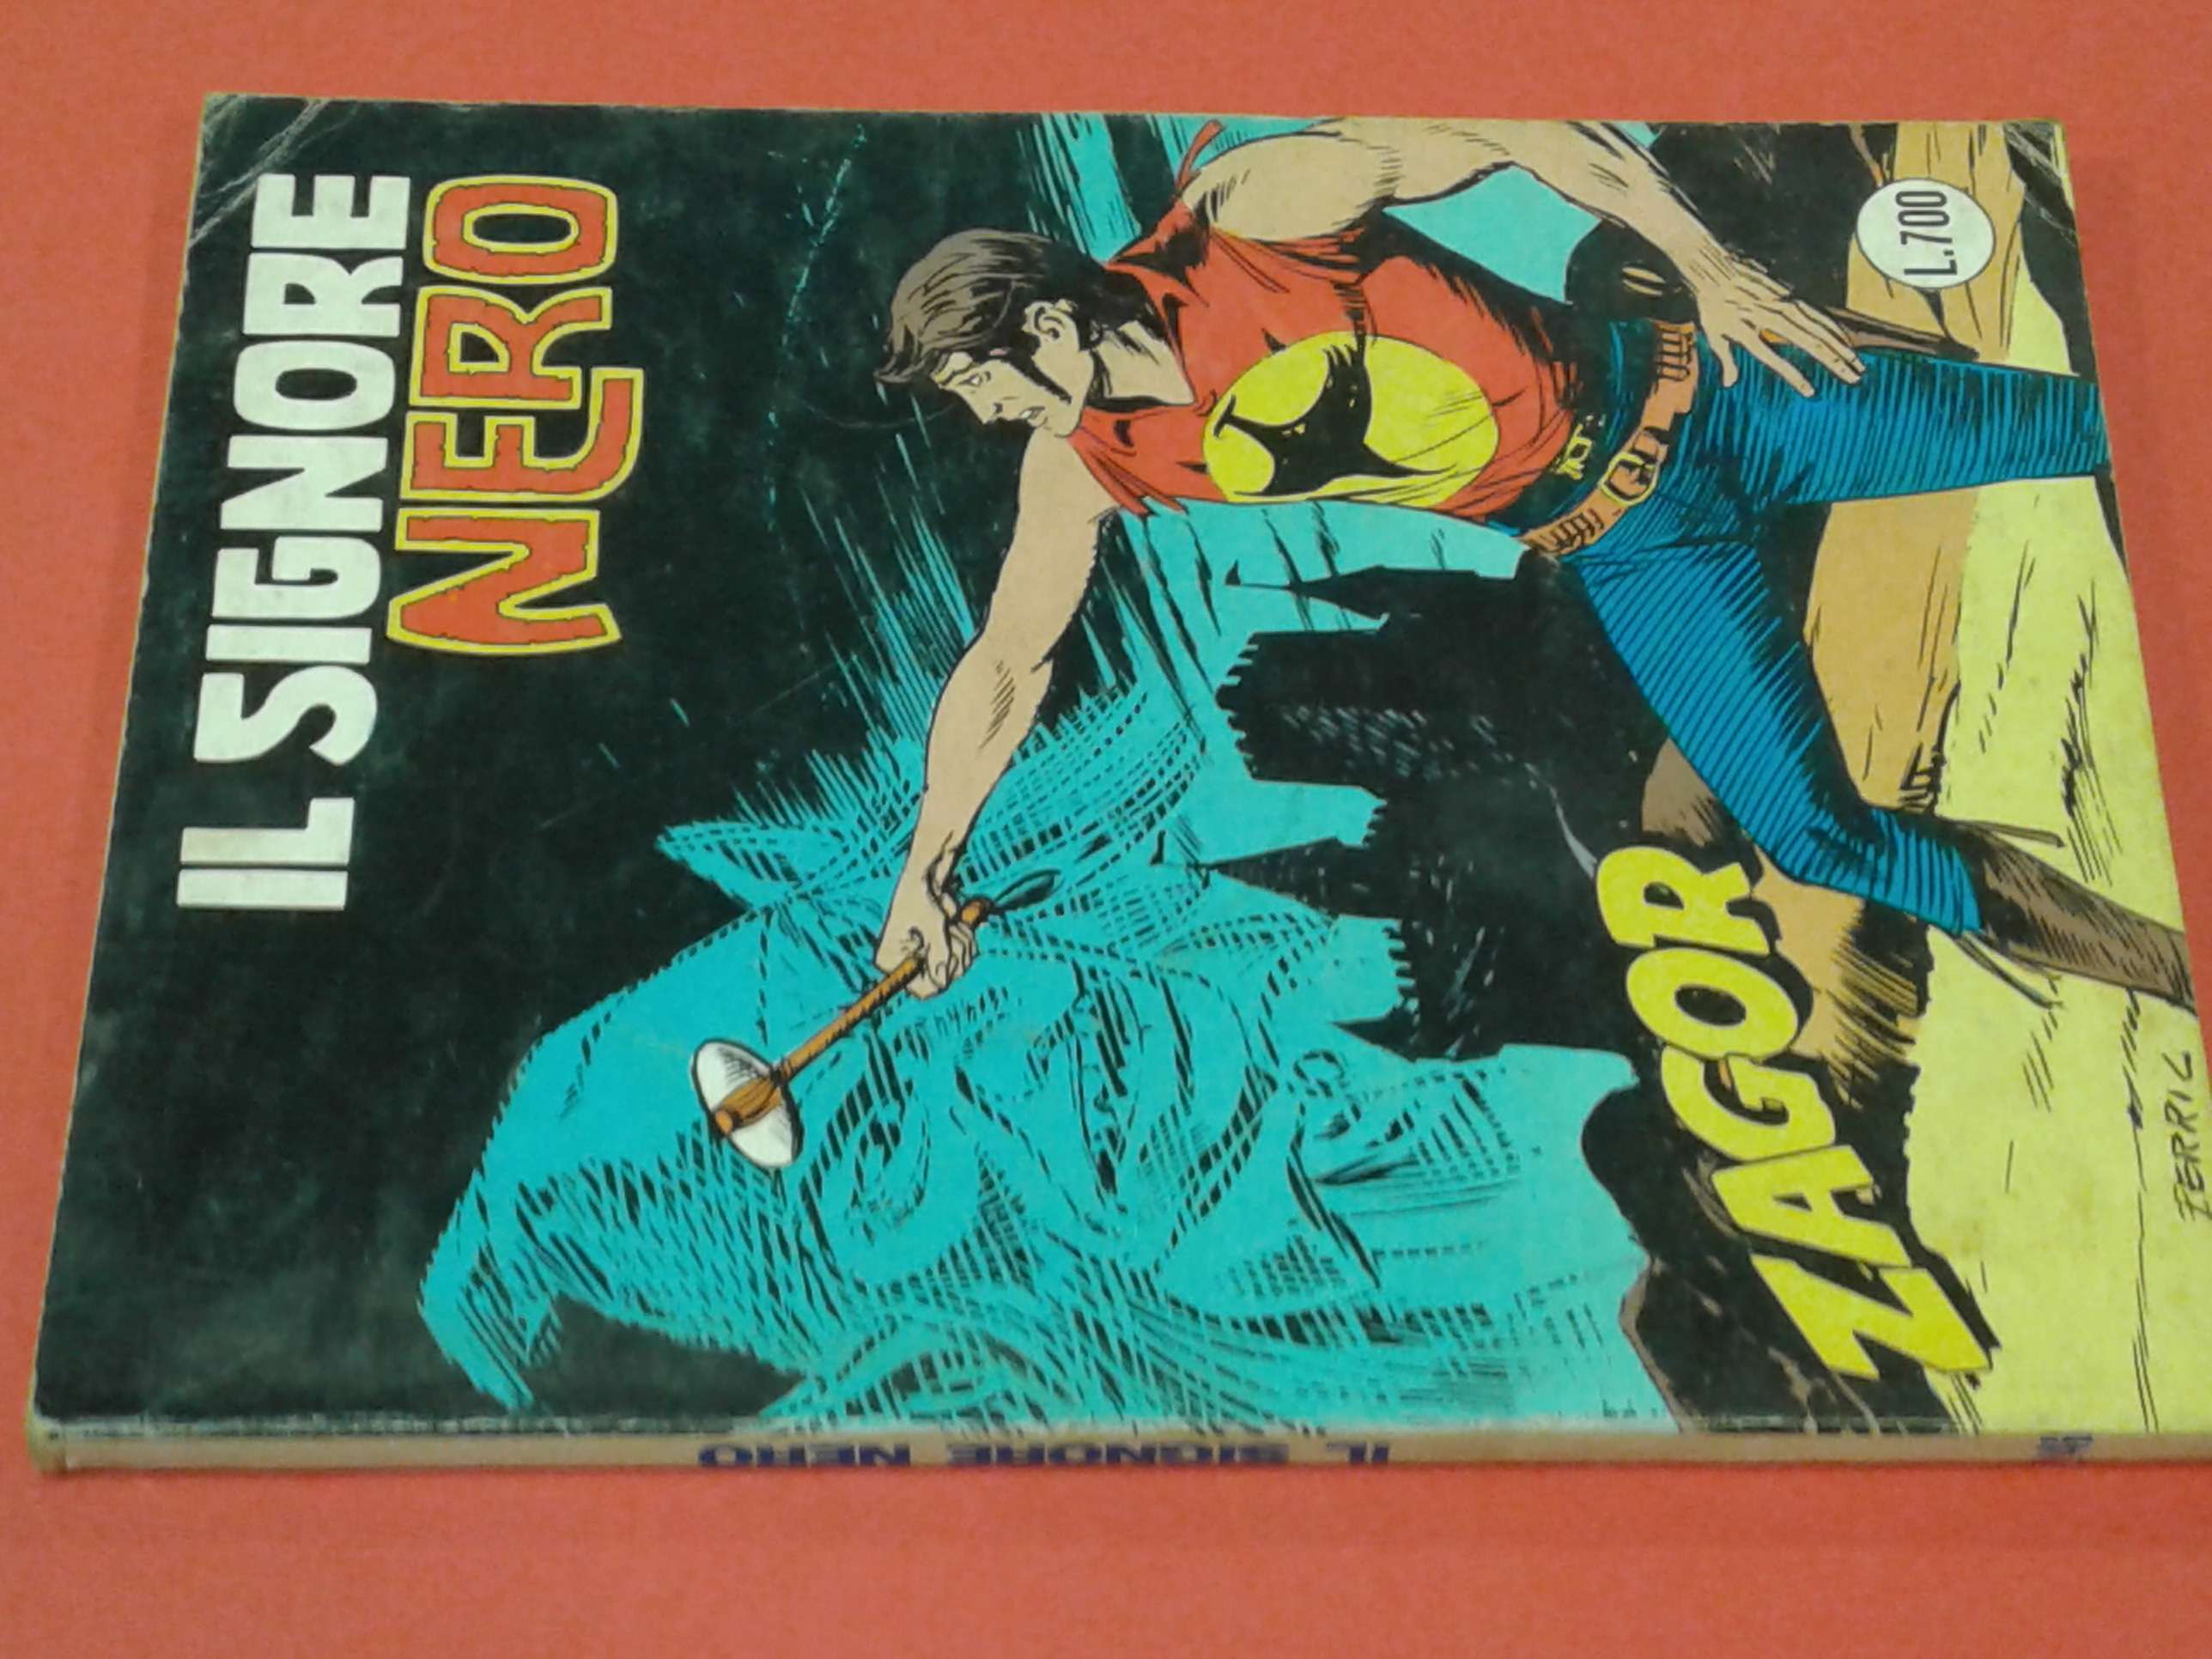 IL SIGNORE
NERO
L.700
ZAGOR
FERRI G
IL SIGNORE NERO